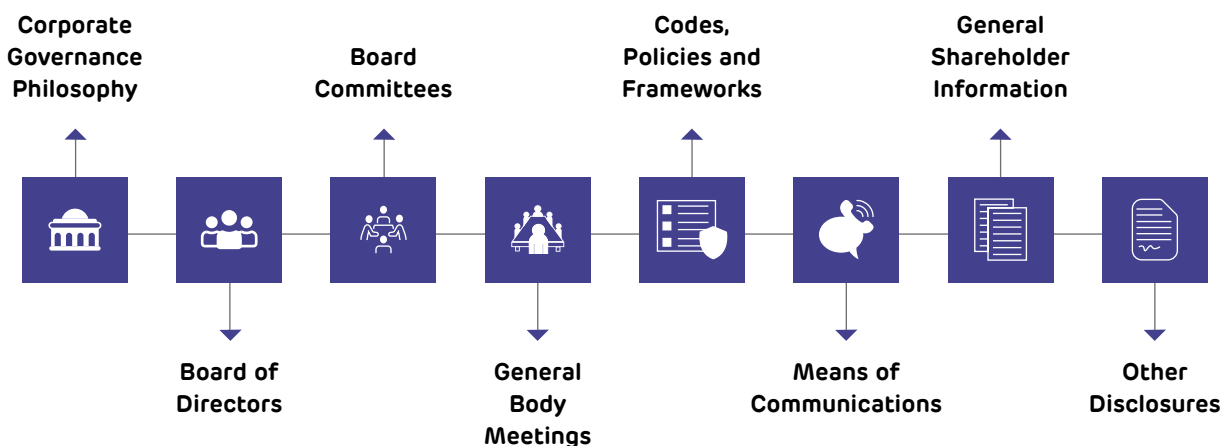 Corporate
Governance
Philosophy
Board of
Directors
Board
Committees
General
Body
Meetings
Codes,
Policies and
Frameworks
Means of
Communications
General
Shareholder
Information
Other
Disclosures